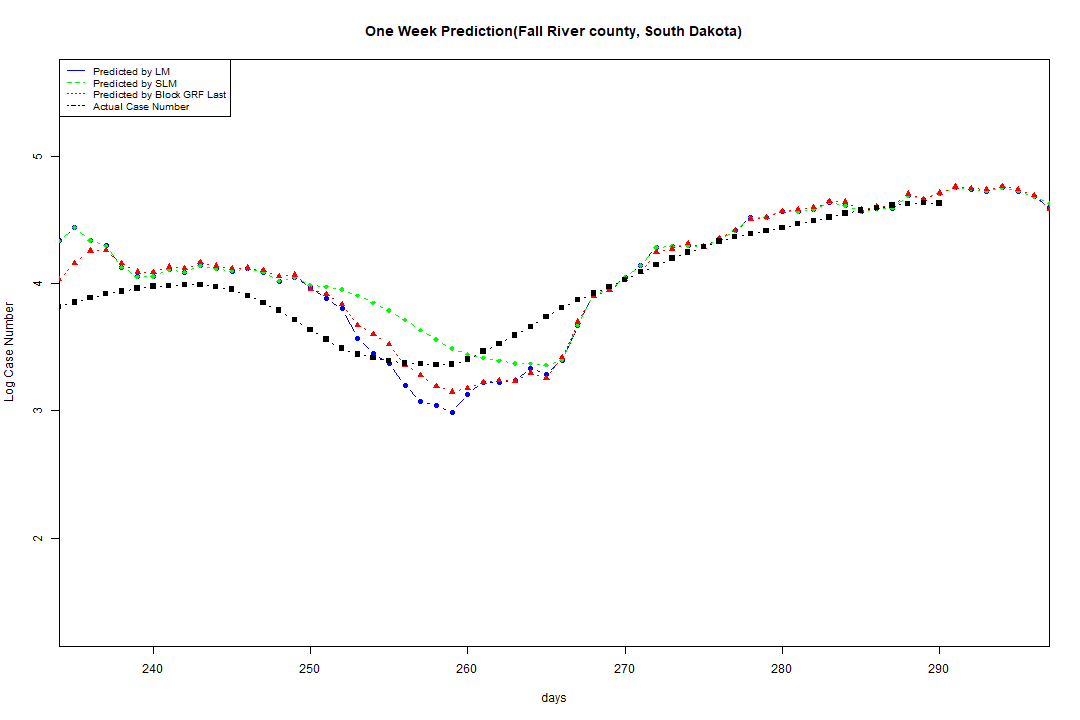 One Week Prediction(Fall River county, South Dakota)
Predicted by LM
Predicted by SLM
Predicted by Block GRF Last
Actual Case Number
5
4
3
2
Log Case Number
240 250 260 270 280 290
days